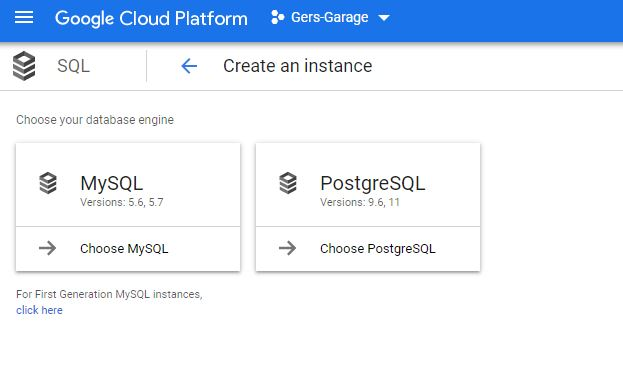 Google Cloud Platform Gers-Garage
SQL Create an instance
Choose your database engine
MySQL
Versions: 5.6, 5.7
Choose MySQL
PostgreSQL
Versions: 9.6, 11
Choose PostgreSQL
For First Generation MySQL instances,
click here